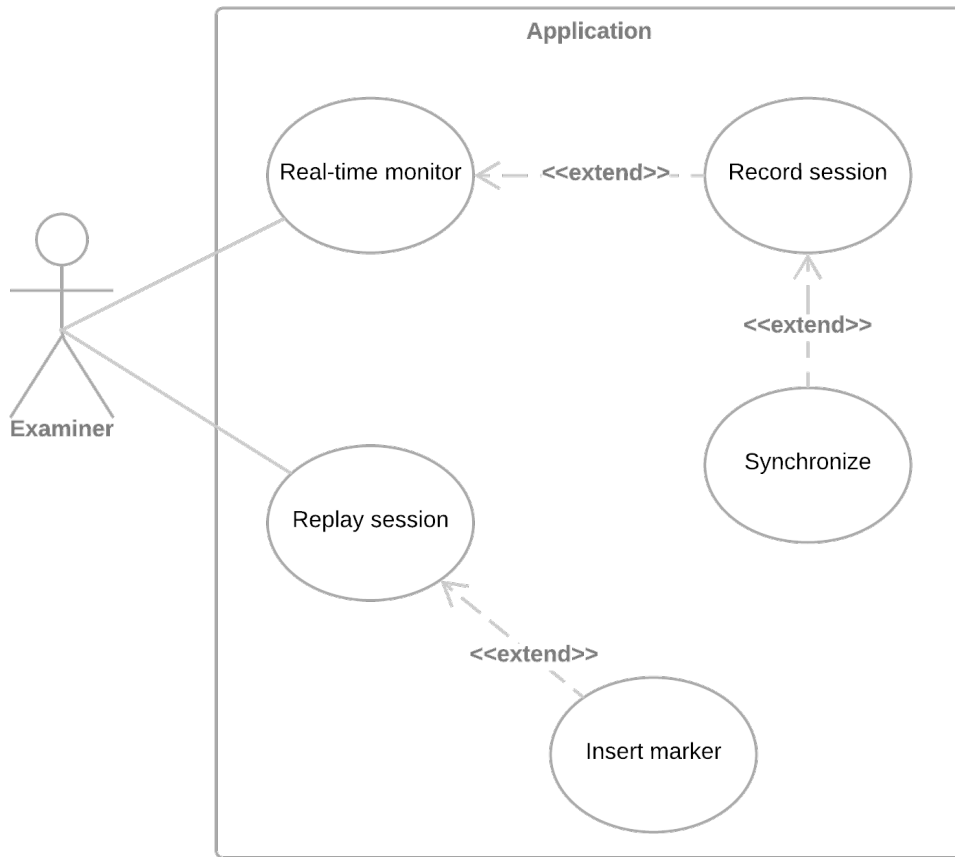 Application
Real-time monitor
<<extend>>
Record session
<<extend>>
Examiner
Synchronize
Replay session
<<extend>>
Insert marker